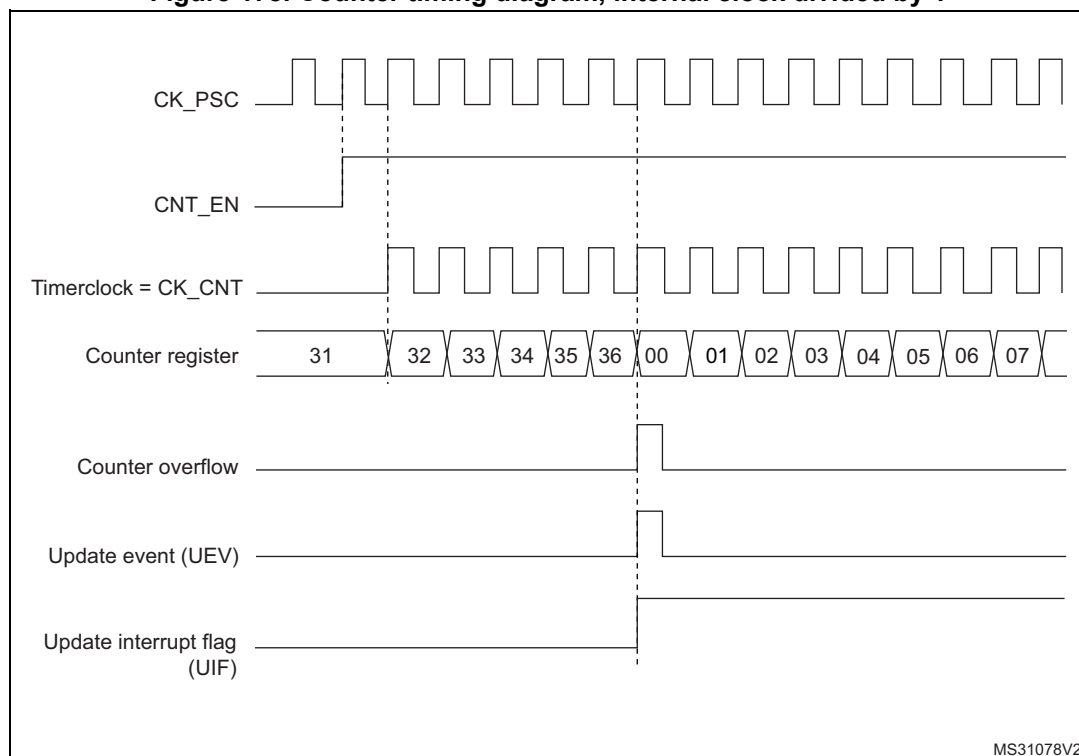 CK_PSC
CNT_EN
Timerclock = CK_CNT
Counter register 31 32 33 34 35 36 00 01 02 03 04 05 06 07
Counter overflow
Update event (UEV)
Update interrupt flag
(UIF)
MS31078V2